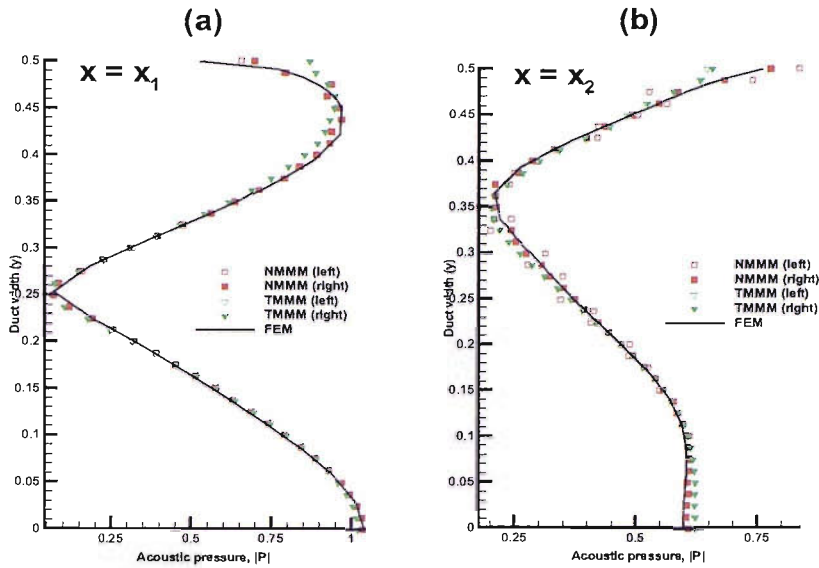 (a)
x = x1
0.5
0.45
0.4
0.35
0.3
0.25
0.2
0.15
0.1
0.05
0
Duct width (y)
NMMM (left)
NMMM (right)
TMMM (left)
TMMM (right)
FEM
0.25
0.5
0.75
1
Acoustic pressure, |P|
(b)
x = x2
0.5
0.45
0.4
0.35
0.3
0.25
0.2
0.15
0.1
0.05
0
Duct width (y)
NMMM (left)
NMMM (right)
TMMM (left)
TMMM (right)
FEM
0.25
0.5
0.75
Acoustic pressure, |P|